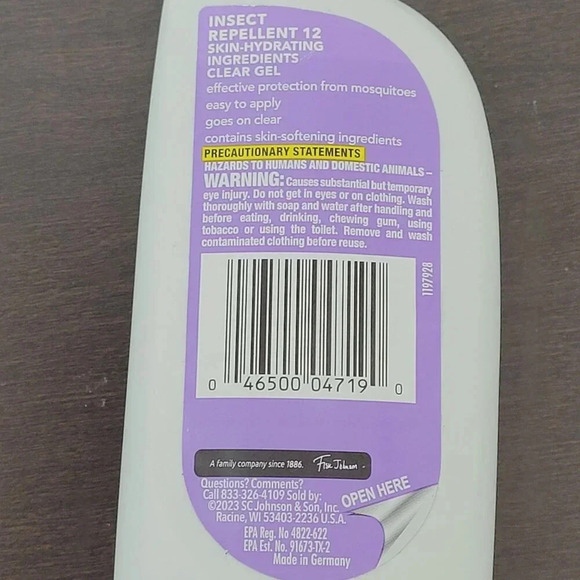 INSECT
REPELLENT 12
SKIN-HYDRATING
INGREDIENTS
CLEAR GEL
effective protection from mosquitoes
easy to apply
goes on clear
contains skin-softening ingredients
PRECAUTIONARY STATEMENTS
HAZARDS TO HUMANS AND DOMESTIC ANIMALS –
WARNING: Causes substantial but temporary
eye injury. Do not get in eyes or on clothing. Wash
thoroughly with soap and water after handling and
before eating, drinking, chewing gum, using
tobacco or using the toilet. Remove and wash
contaminated clothing before reuse.
1197928
0 46500 04719 0
A family company since 1886. Fisk Johnson
Questions? Comments?
Call 833-326-4109 Sold by:
©2023 SC Johnson & Son, Inc.
Racine, WI 53403-2236 U.S.A.
EPA Reg. No 4822-622
EPA Est. No. 91673-TX-2
Made in Germany
OPEN HERE